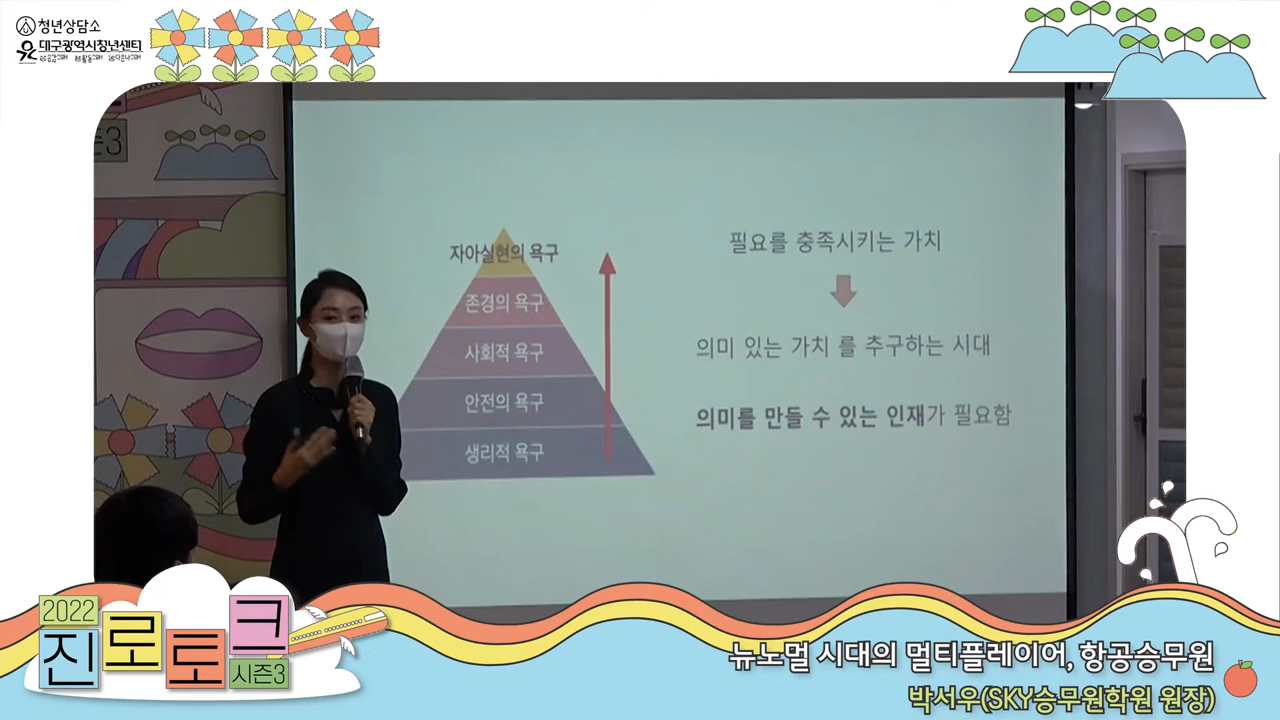 청년상담소
대구광역시청년센터
즌3
자아실현의 욕구
존경의 욕구
사회적 욕구
안전의 욕구
생리적 욕구
필요를 충족시키는 가치
의미 있는 가치 를 추구하는 시대
의미를 만들 수 있는 인재가 필요함
2022
진로토크
시즌3
뉴노멀 시대의 멀티플레이어, 항공승무원
박서우(SKY승무원학원 원장)